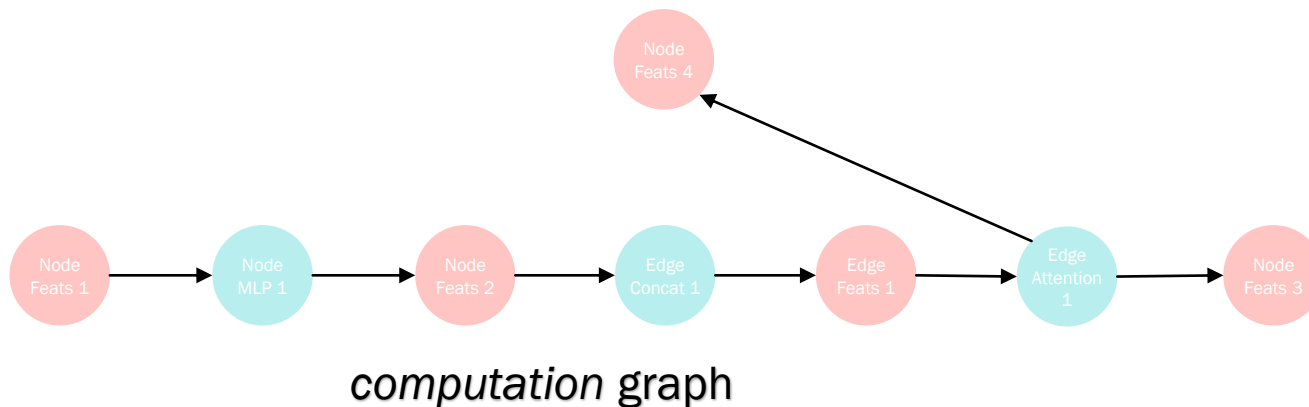 Node
Feats 4
Node
Feats 1
Node
MLP 1
Node
Feats 2
Edge
Concat 1
Edge
Feats 1
Edge
Attention
1
Node
Feats 3
computation graph